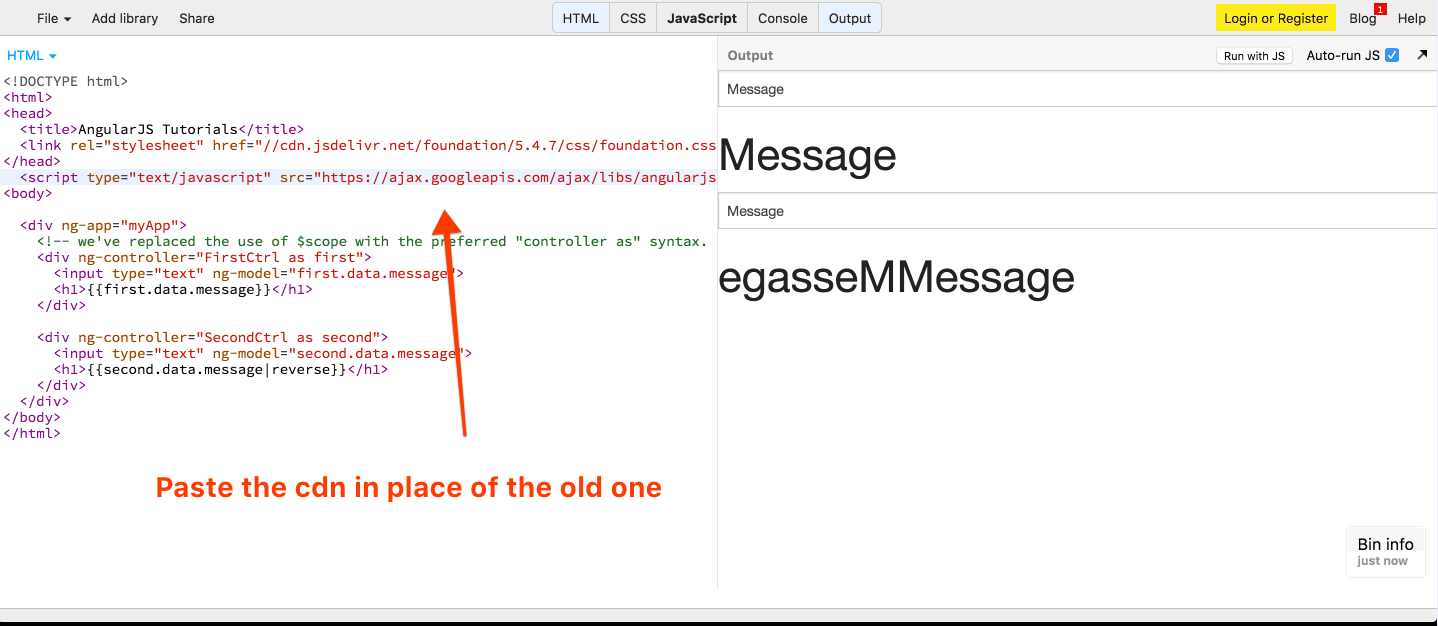 File Add library Share HTML CSS JavaScript Console Output Login or Register Blog 1 Help
HTML
<!DOCTYPE html>
<html>
<head>
  <title>AngularJS Tutorials</title>
  <link rel="stylesheet" href="//cdn.jsdelivr.net/foundation/5.4.7/css/foundation.css
</head>
  <script type="text/javascript" src="https://ajax.googleapis.com/ajax/libs/angularjs
<body>
  <div ng-app="myApp">
    <!-- we've replaced the use of $scope with the preferred "controller as" syntax.
    <div ng-controller="FirstCtrl as first">
      <input type="text" ng-model="first.data.message">
      <h1>{{first.data.message}}</h1>
    </div>
    <div ng-controller="SecondCtrl as second">
      <input type="text" ng-model="second.data.message">
      <h1>{{second.data.message|reverse}}</h1>
    </div>
  </div>
</body>
</html>
Paste the cdn in place of the old one
Output Run with JS Auto-run JS
Message
Message
Message
egasseMMessage
Bin info
just now